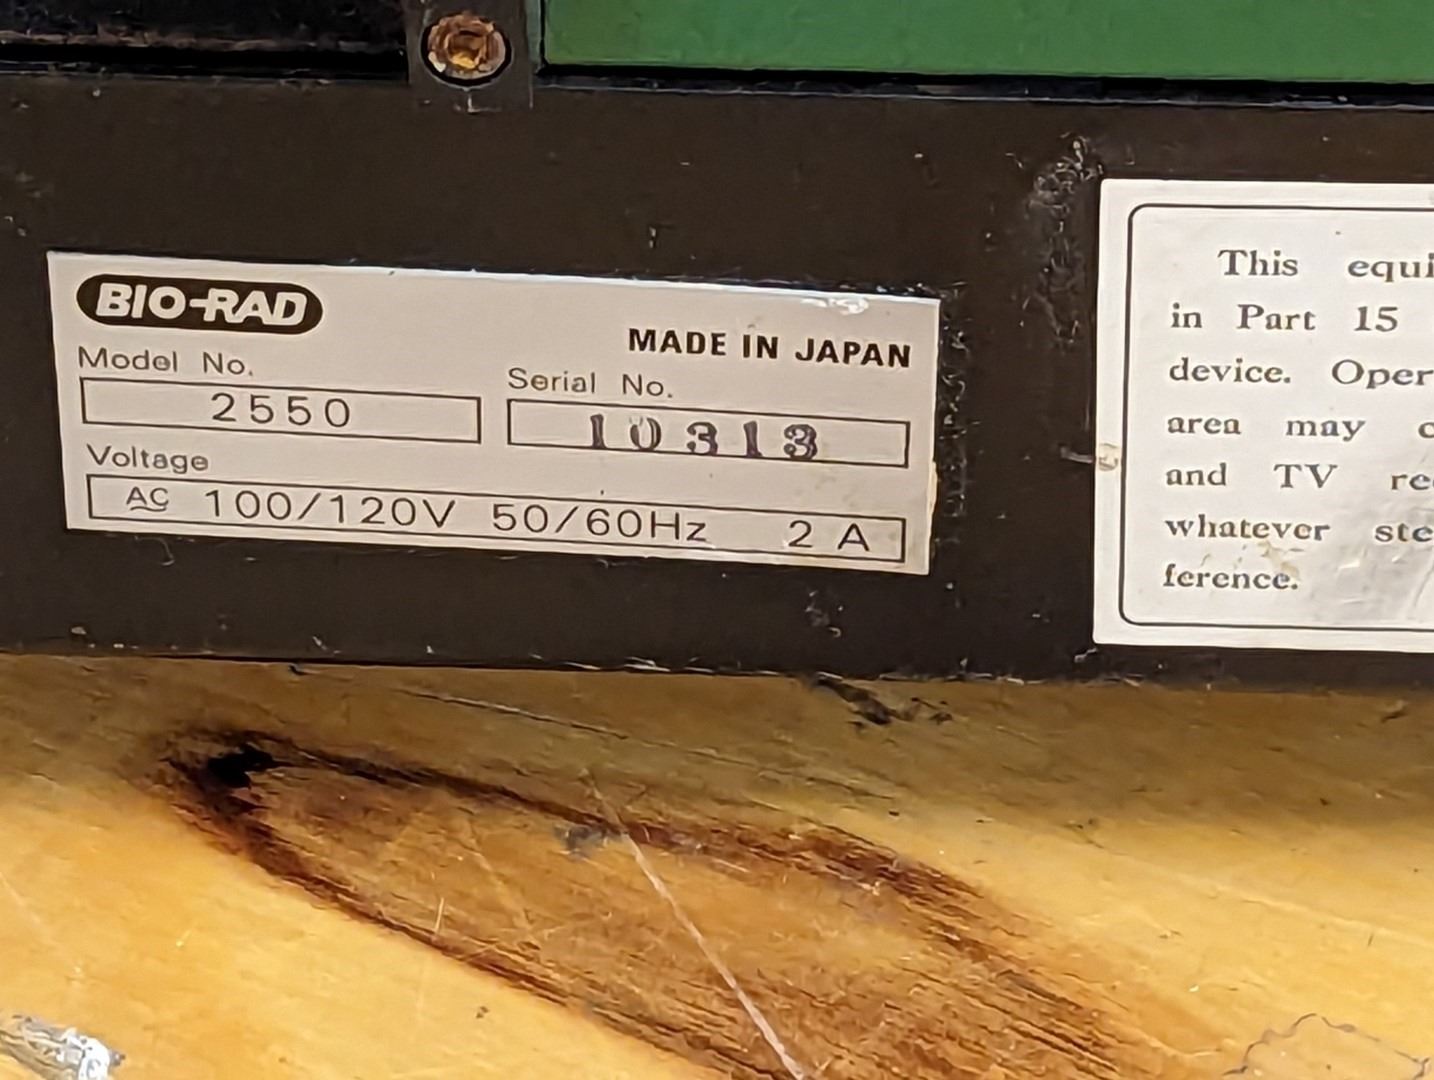 BIO-RAD
MADE IN JAPAN
Model No.
2550
Serial No.
10313
Voltage
AC 100/120V 50/60Hz 2 A
This equi
in Part 15
device. Oper
area may c
and TV re
whatever ste
ference.